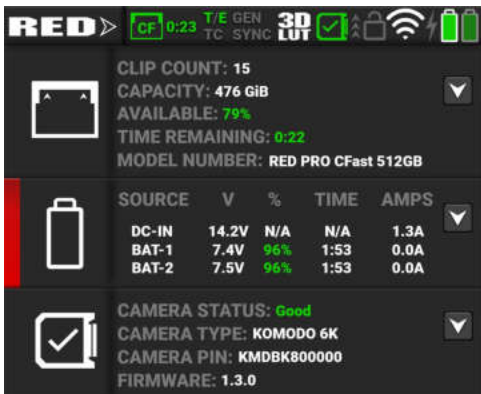 RED CF 0:23 T/E GEN 3D
TC SYNC LUT
CLIP COUNT: 15
CAPACITY: 476 GiB
AVAILABLE: 79%
TIME REMAINING: 0:22
MODEL NUMBER: RED PRO CFast 512GB
SOURCE V % TIME AMPS
DC-IN 14.2V N/A N/A 1.3A
BAT-1 7.4V 96% 1:53 0.0A
BAT-2 7.5V 96% 1:53 0.0A
CAMERA STATUS: Good
CAMERA TYPE: KOMODO 6K
CAMERA PIN: KMDBK800000
FIRMWARE: 1.3.0